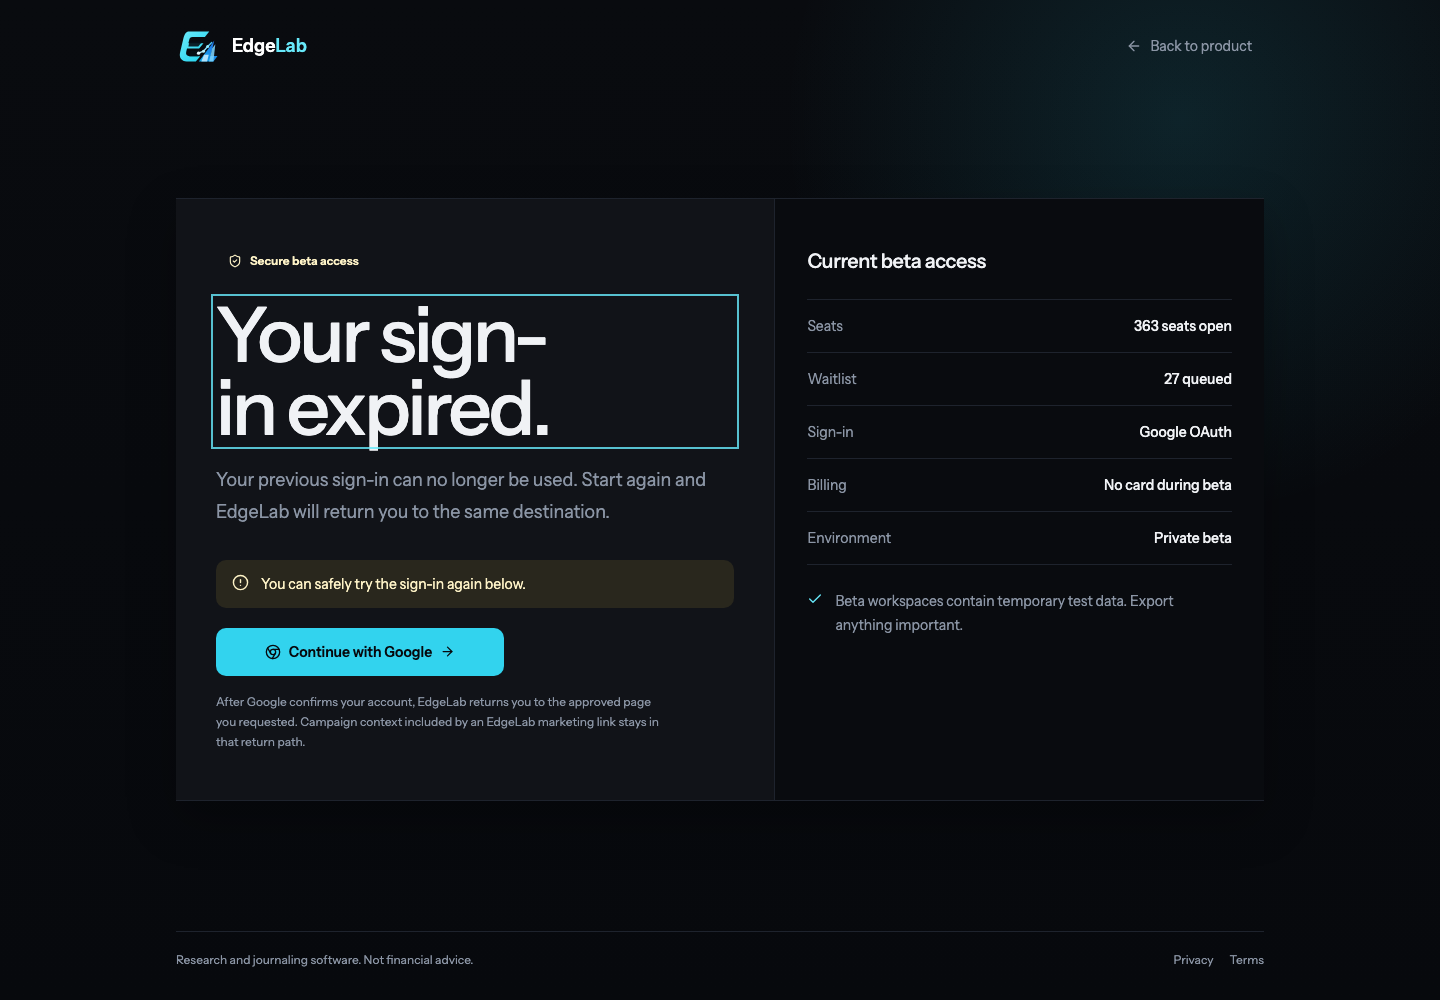 EdgeLab
Back to product
Secure beta access
Your sign-
in expired.
Your previous sign-in can no longer be used. Start again and
EdgeLab will return you to the same destination.
You can safely try the sign-in again below.
Continue with Google
After Google confirms your account, EdgeLab returns you to the approved page
you requested. Campaign context included by an EdgeLab marketing link stays in
that return path.
Current beta access
Seats 363 seats open
Waitlist 27 queued
Sign-in Google OAuth
Billing No card during beta
Environment Private beta
Beta workspaces contain temporary test data. Export
anything important.
Research and journaling software. Not financial advice.
Privacy Terms